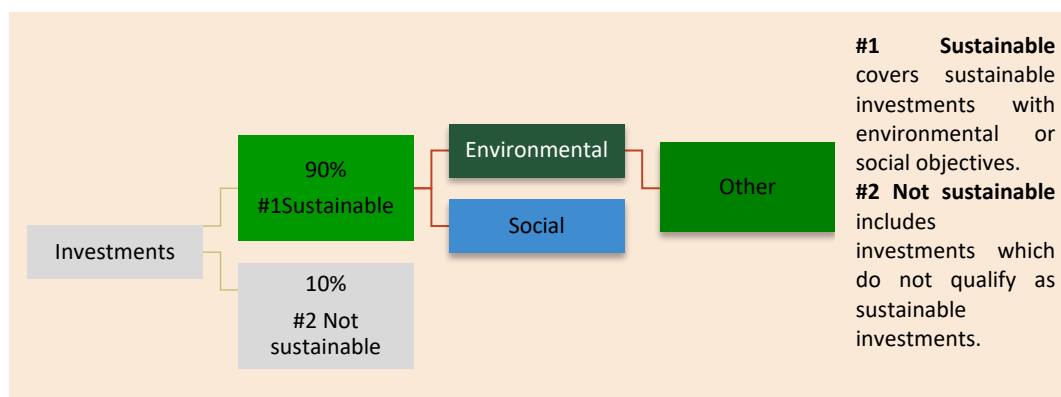 Investments
90%
#1Sustainable
10%
#2 Not
sustainable
Environmental
Social
Other
#1 Sustainable
covers sustainable
investments with
environmental or
social objectives.
#2 Not sustainable
includes
investments which
do not qualify as
sustainable
investments.